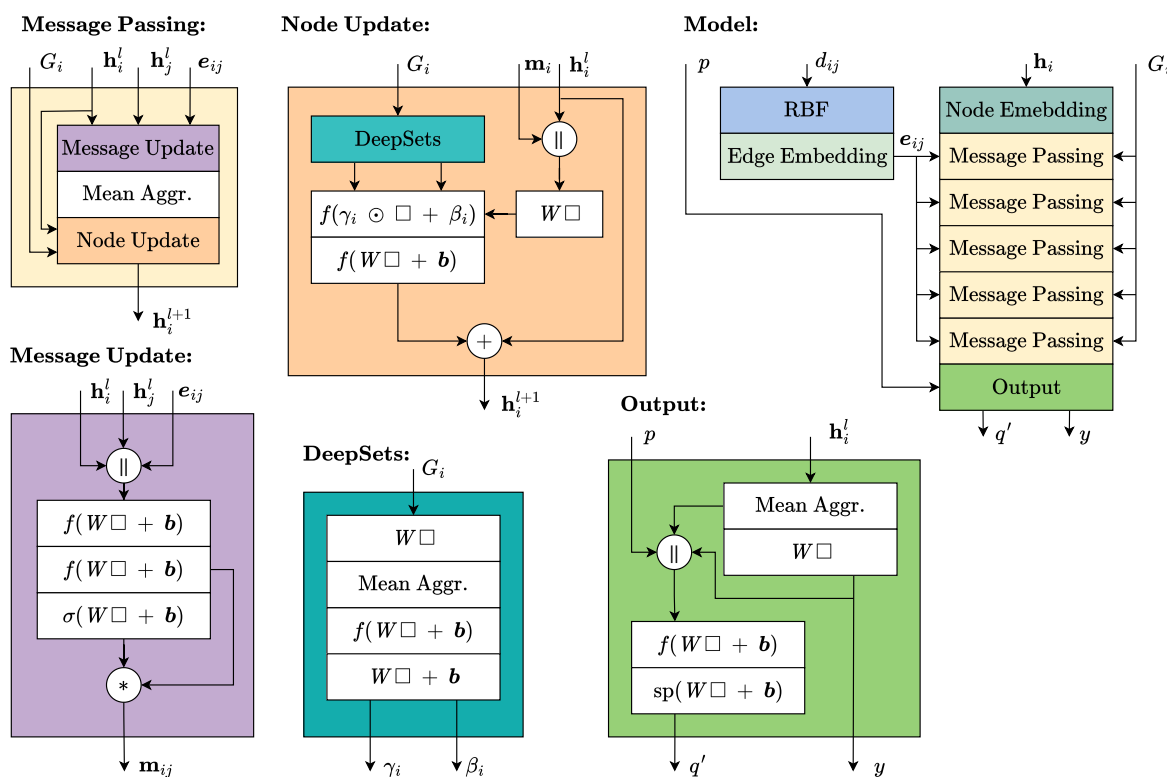 Message Passing:
G_i h_i^l h_j^l e_ij
Message Update
Mean Aggr.
Node Update
h_i^{l+1}
Node Update:
G_i m_i h_i^l
DeepSets
||
f(γ_i ⊙ □ + β_i)
W□
f(W□ + b)
+
h_i^{l+1}
Model:
p d_ij h_i G_i
RBF
Edge Embedding
e_ij
Node Emebdding
Message Passing
Message Passing
Message Passing
Message Passing
Message Passing
Output
q′ y
Message Update:
h_i^l h_j^l e_ij
||
f(W□ + b)
f(W□ + b)
σ(W□ + b)
*
m_ij
DeepSets:
G_i
W□
Mean Aggr.
f(W□ + b)
W□ + b
γ_i β_i
Output:
p h_i^l
Mean Aggr.
W□
||
f(W□ + b)
sp(W□ + b)
q′ y